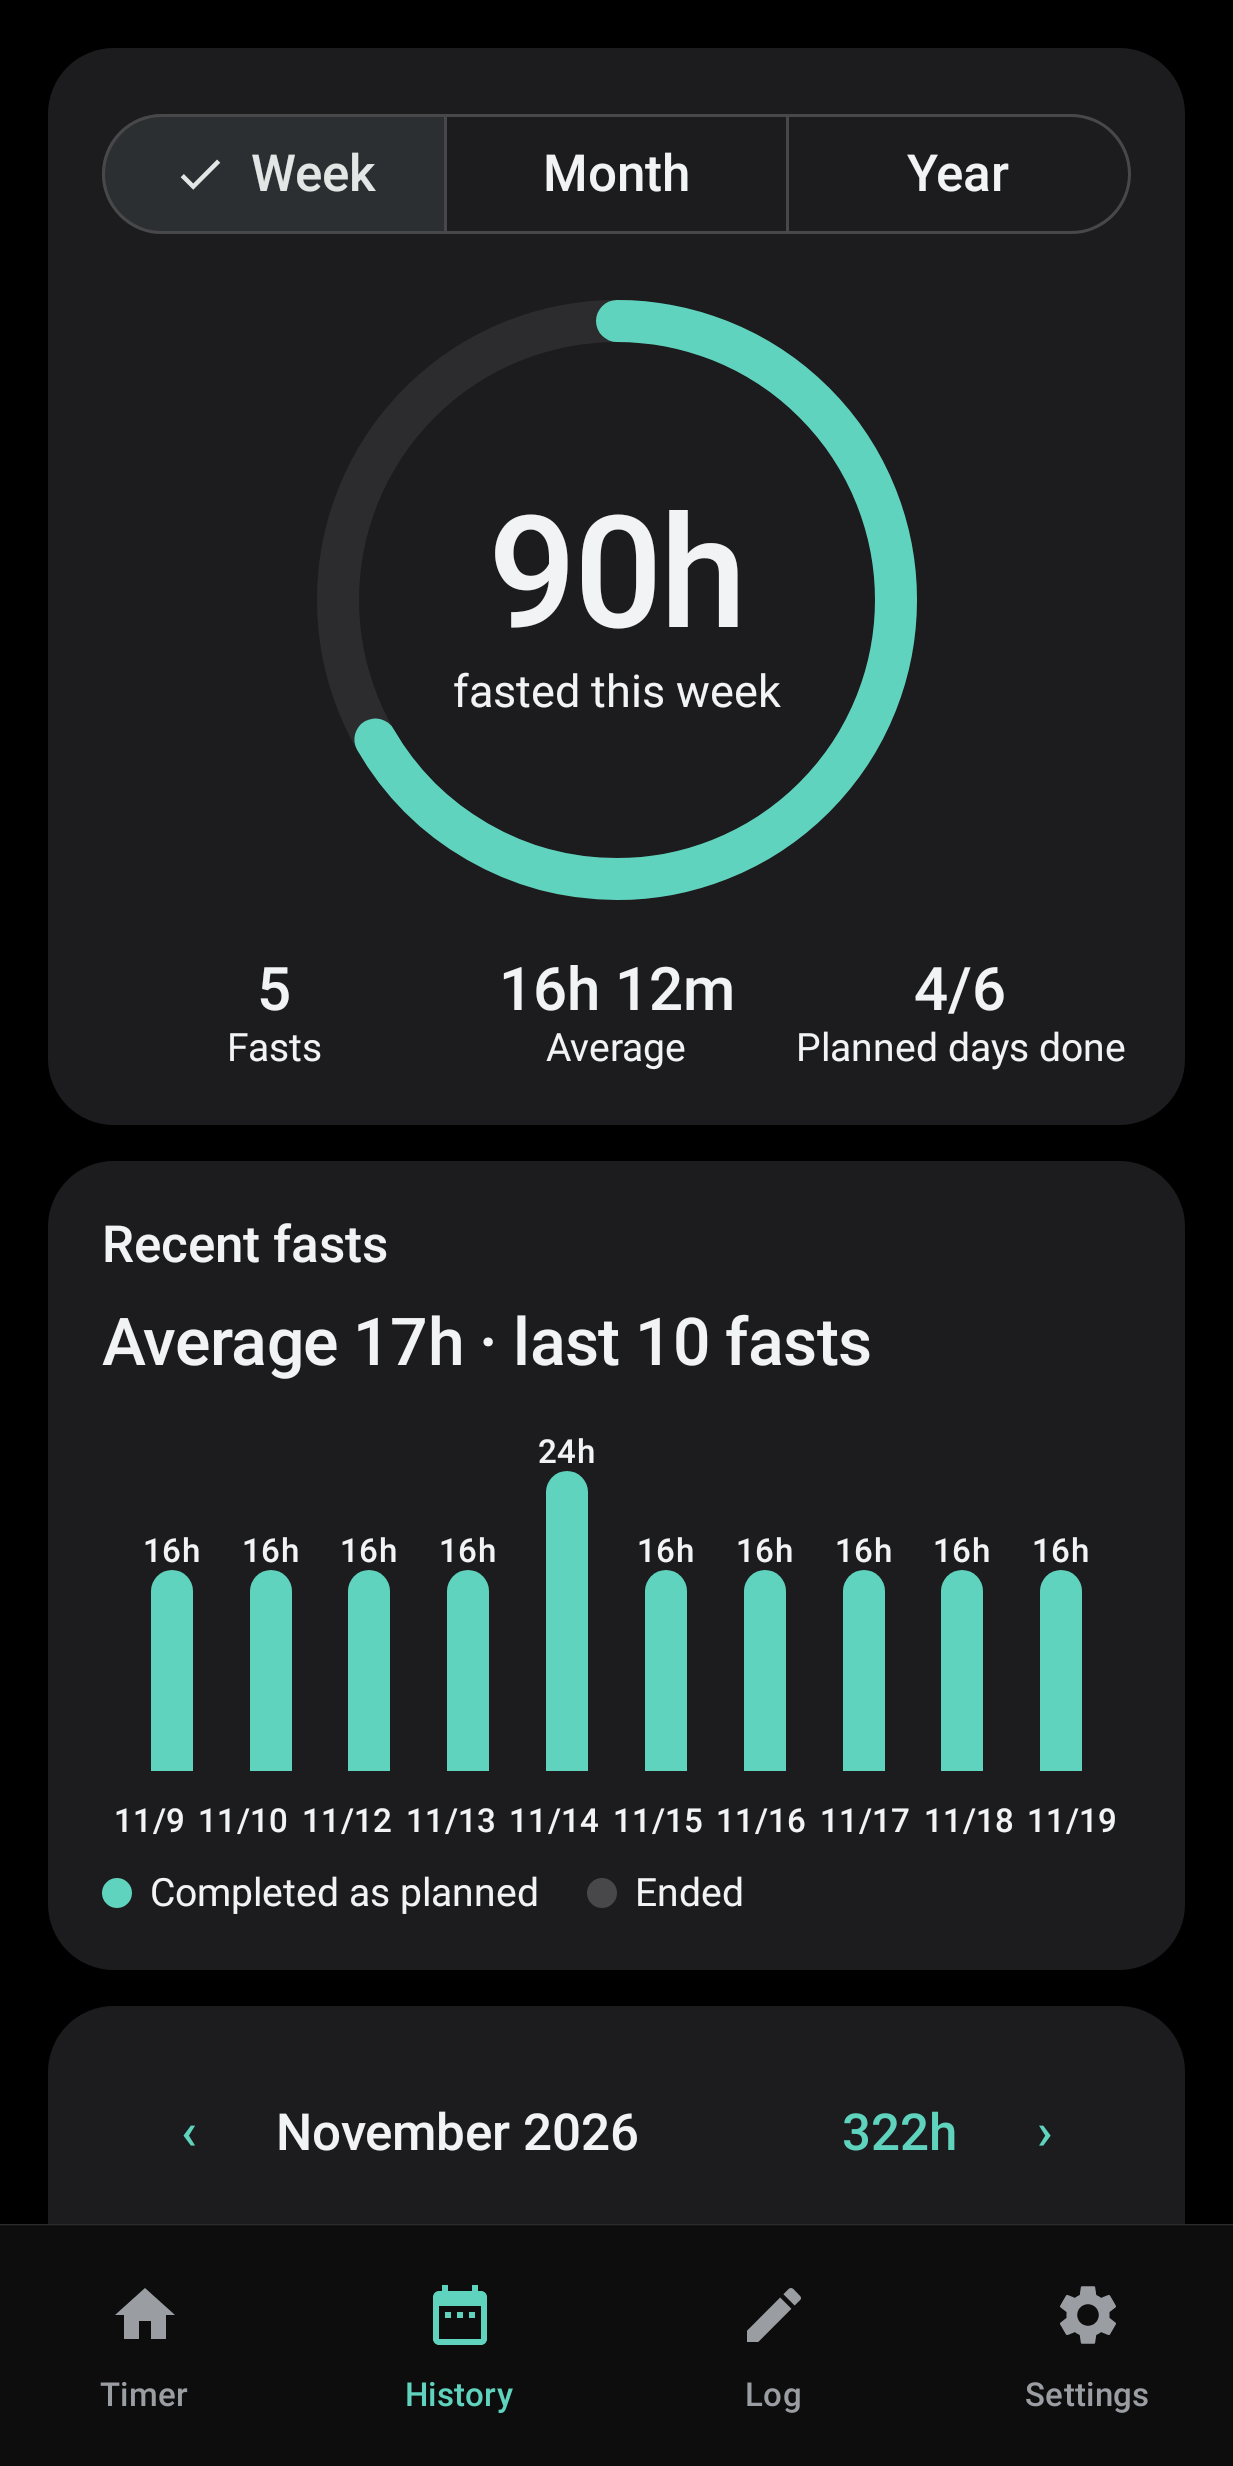 Week Month Year
90h
fasted this week
5 16h 12m 4/6
Fasts Average Planned days done
Recent fasts
Average 17h · last 10 fasts
24h
16h 16h 16h 16h 16h 16h 16h 16h 16h
11/9 11/10 11/12 11/13 11/14 11/15 11/16 11/17 11/18 11/19
Completed as planned Ended
‹ November 2026 322h ›
Timer History Log Settings